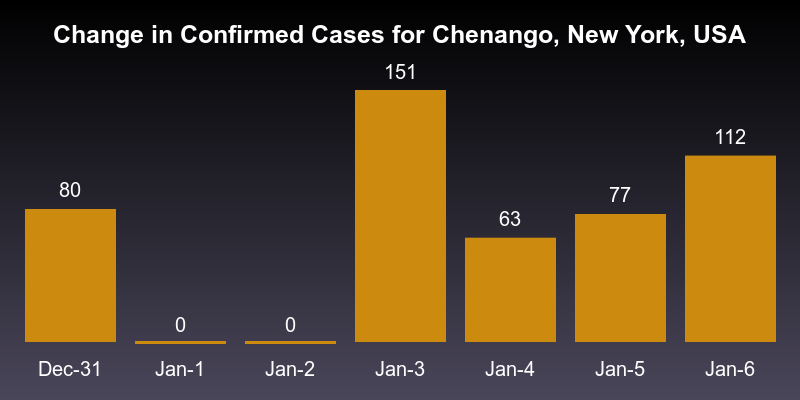 Change in Confirmed Cases for Chenango, New York, USA
80
0
0
151
63
77
112
Dec-31
Jan-1
Jan-2
Jan-3
Jan-4
Jan-5
Jan-6